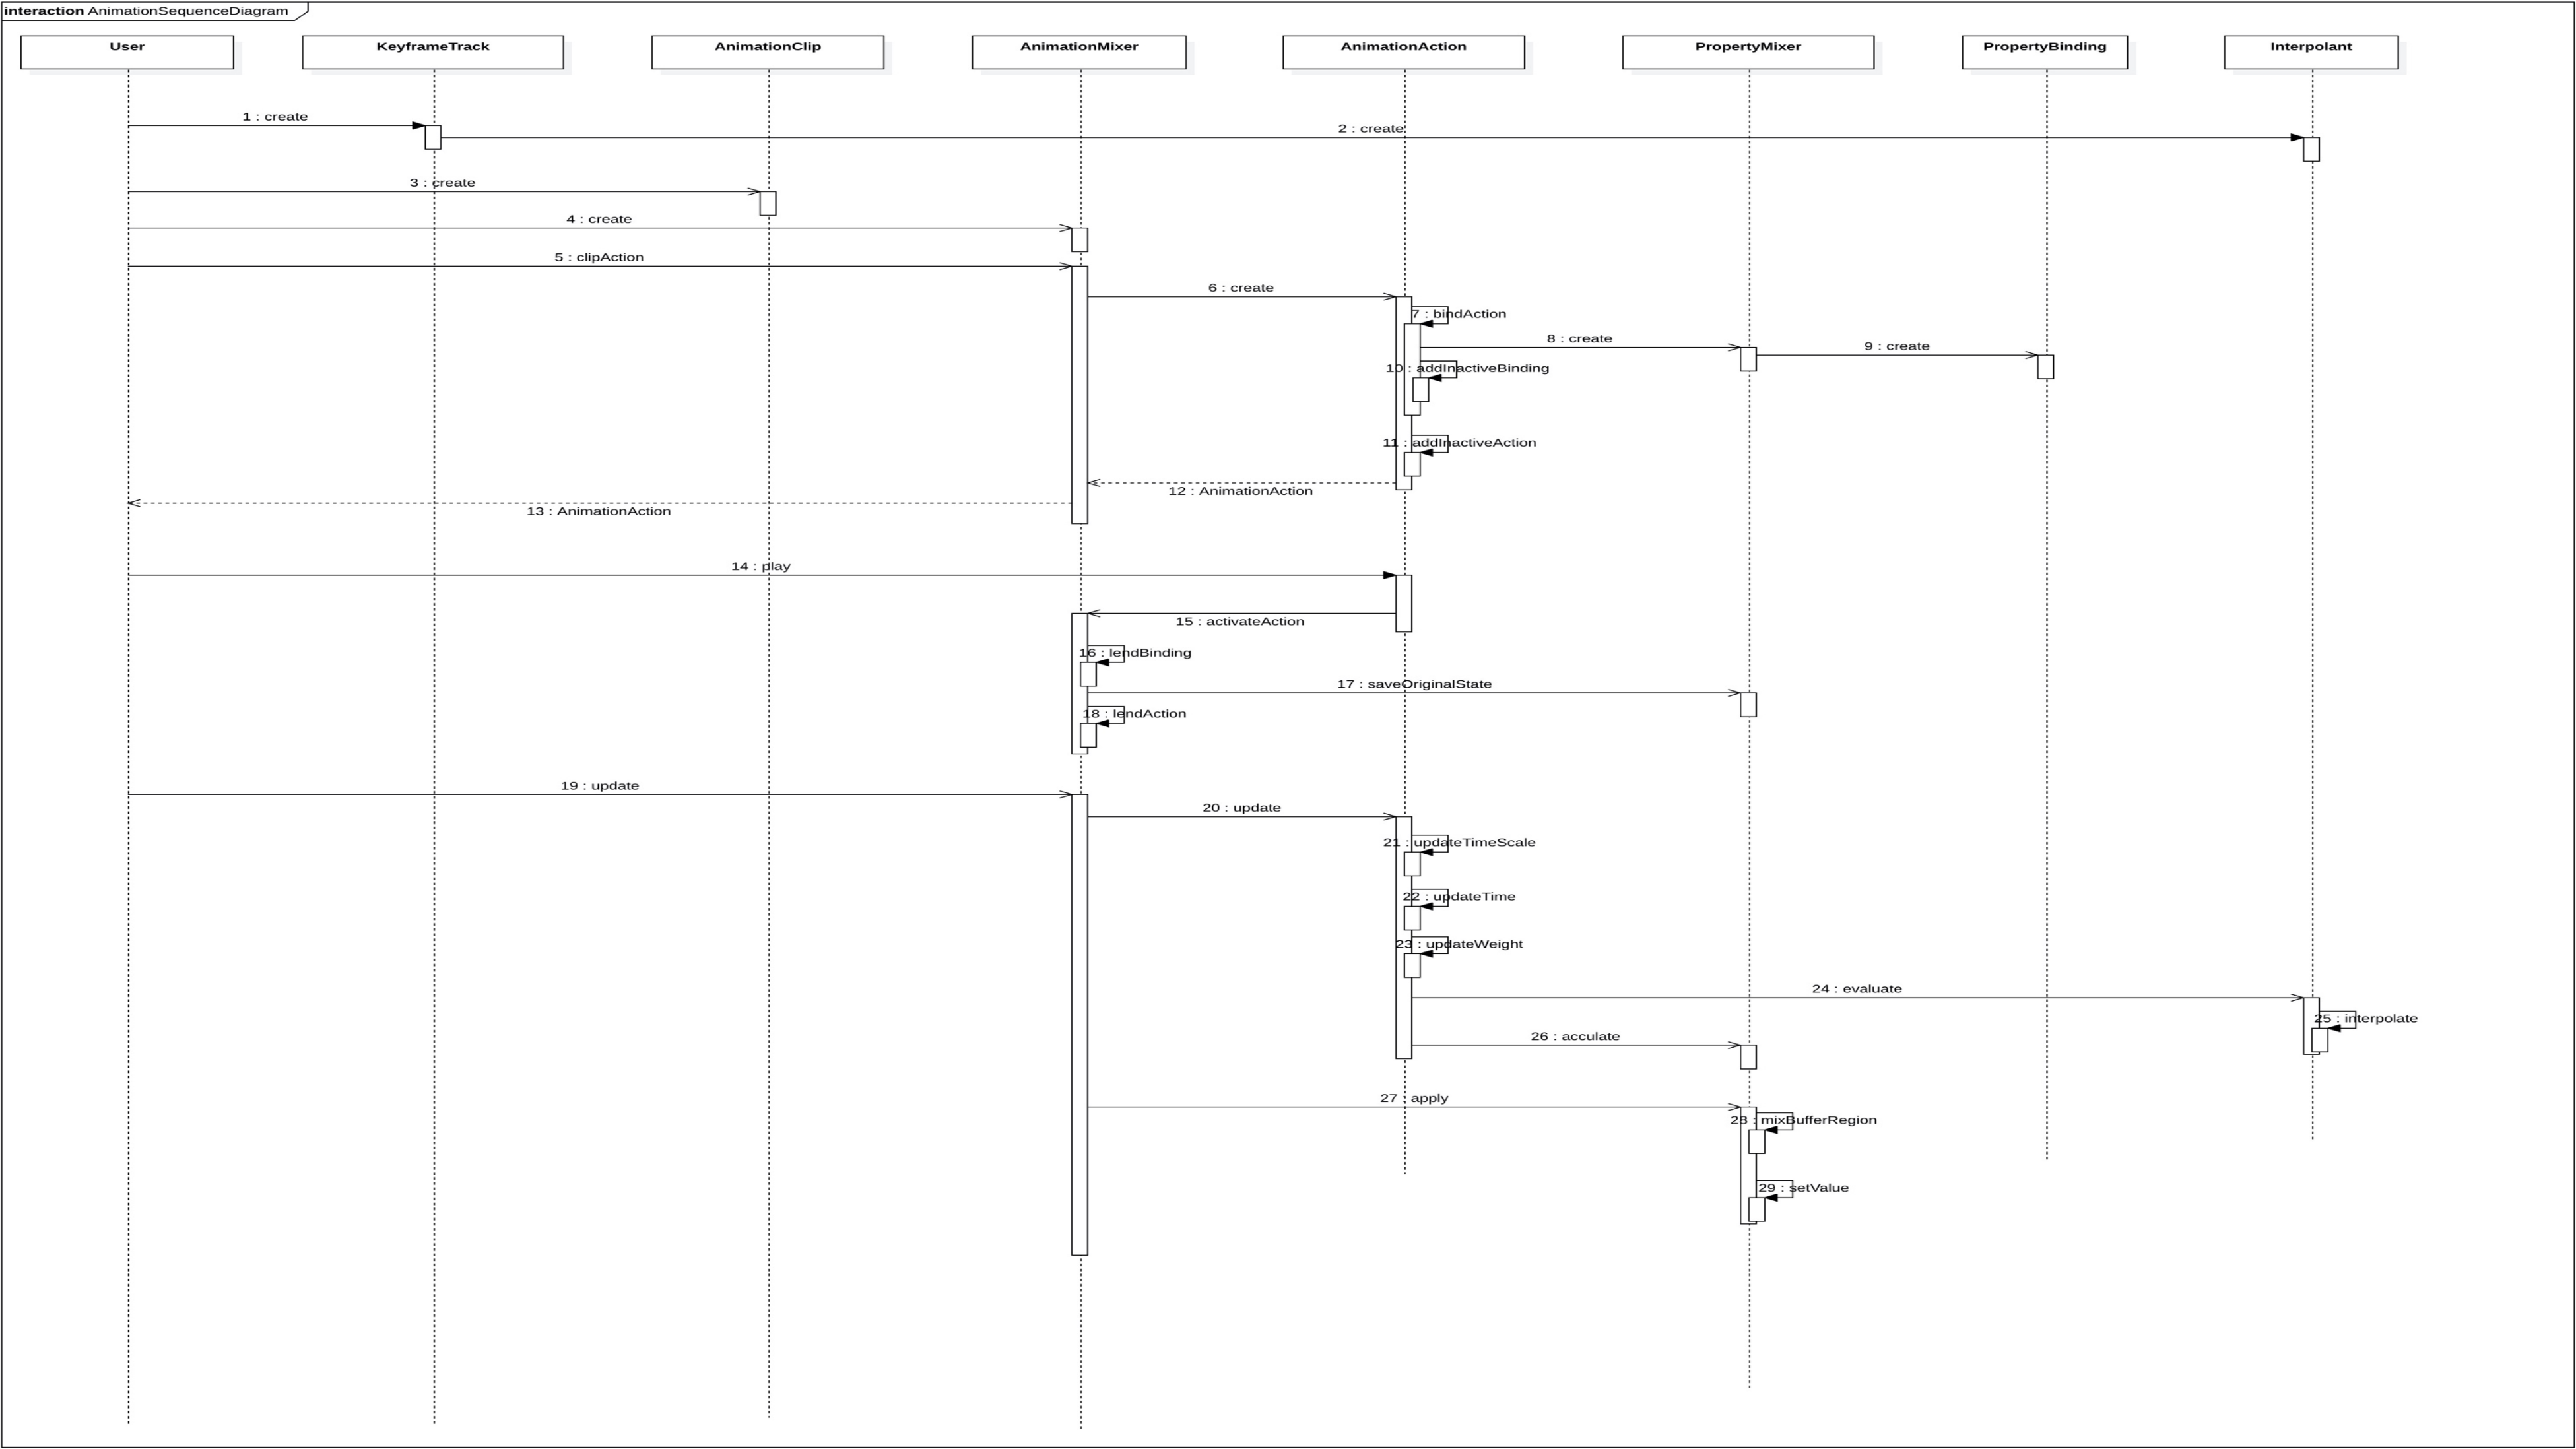 interaction AnimationSequenceDiagram
User
KeyframeTrack
AnimationClip
AnimationMixer
AnimationAction
PropertyMixer
PropertyBinding
Interpolant
1 : create
2 : create
3 : create
4 : create
5 : clipAction
6 : create
7 : bindAction
8 : create
9 : create
10 : addInactiveBinding
11 : addInactiveAction
12 : AnimationAction
13 : AnimationAction
14 : play
15 : activateAction
16 : lendBinding
17 : saveOriginalState
18 : lendAction
19 : update
20 : update
21 : updateTimeScale
22 : updateTime
23 : updateWeight
24 : evaluate
25 : interpolate
26 : acculate
27 : apply
28 : mixBufferRegion
29 : setValue